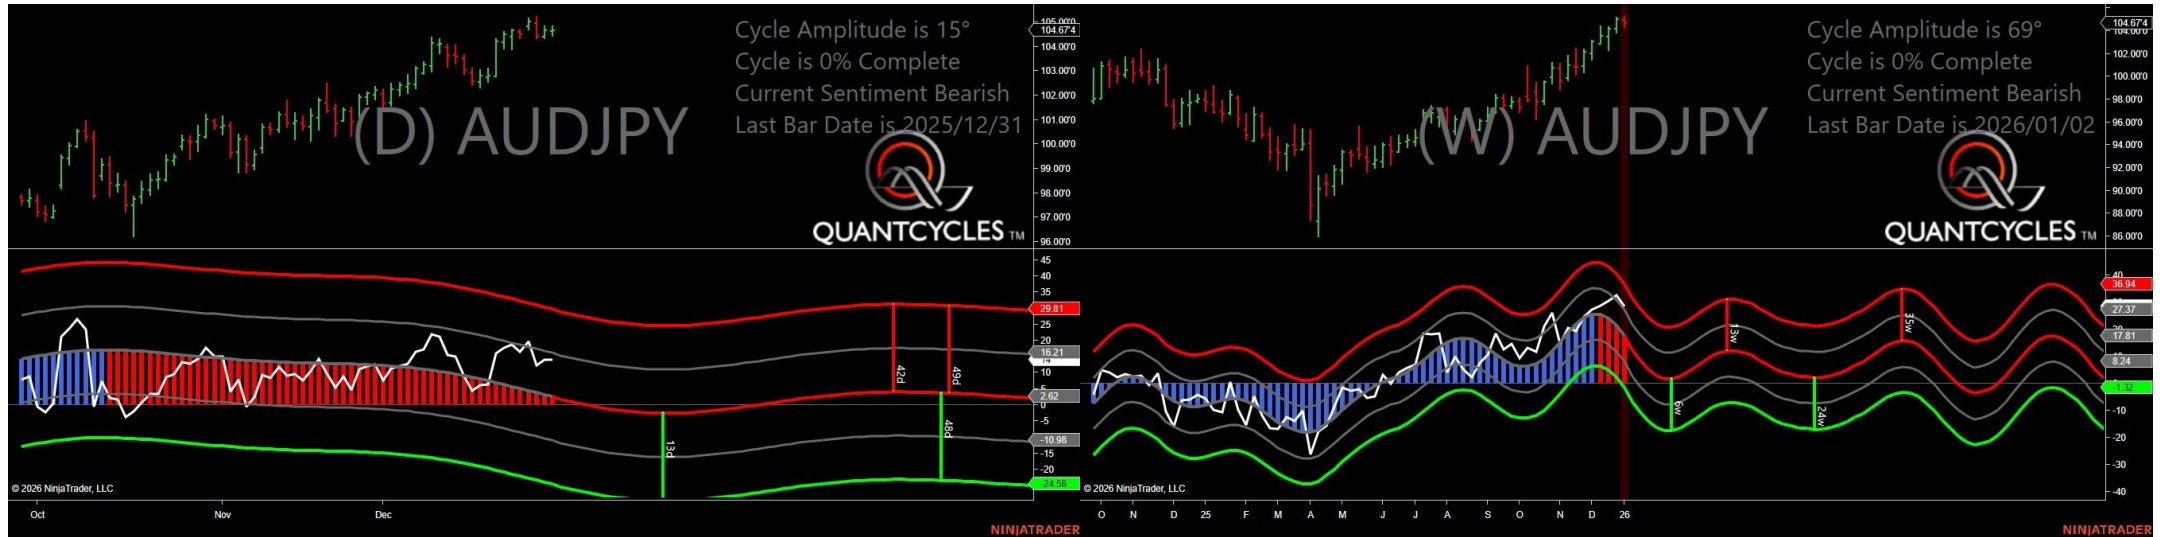 Cycle Amplitude is 15°
Cycle is 0% Complete
Current Sentiment Bearish
Last Bar Date is 2025/12/31
(D) AUDJPY
QUANTCYCLES TM
105.00'0
104.67'4
104.00'0
103.00'0
102.00'0
101.00'0
100.00'0
99.00'0
98.00'0
97.00'0
96.00'0
45
40
35
29.81
25
20
16.21
14
10
5
2.62
0
-5
-10.98
-15
-20
-24.58
42d
49d
13d
48d
© 2026 NinjaTrader, LLC
Oct Nov Dec
NINJATRADER
Cycle Amplitude is 69°
Cycle is 0% Complete
Current Sentiment Bearish
Last Bar Date is 2026/01/02
(W) AUDJPY
QUANTCYCLES TM
104.67'4
104.00'0
102.00'0
100.00'0
98.00'0
96.00'0
94.00'0
92.00'0
90.00'0
88.00'0
86.00'0
40
36.94
27.37
17.81
8.24
-1.32
-10
-20
-30
-40
13w
35w
6w
24w
© 2026 NinjaTrader, LLC
O N D 25 F M A M J J A S O N D 26
NINJATRADER